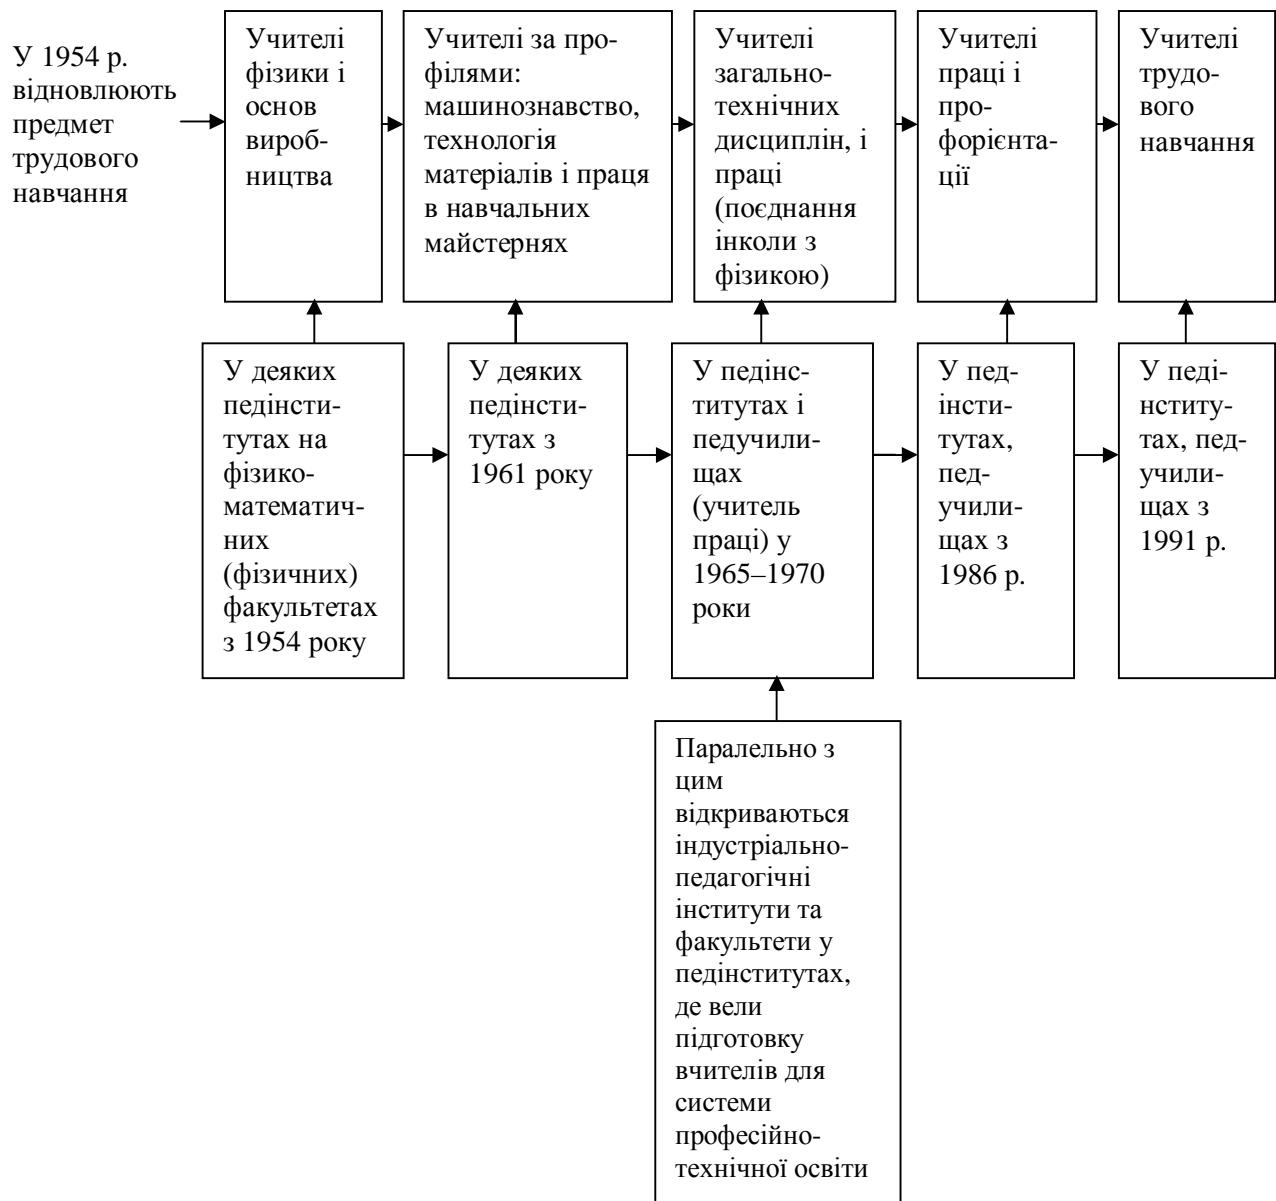 У 1954 р.
відновлюють
предмет
трудового
навчання
Учителі
фізики і
основ
вироб-
ництва
Учителі за про-
філями:
машинознавство,
технологія
матеріалів і праця
в навчальних
майстернях
Учителі
загально-
технічних
дисциплін, і
праці
(поєднання
інколи з
фізикою)
Учителі
праці і
про-
форієнта-
ції
Учителі
трудо-
вого
навчання
У деяких
педінсти-
тутах на
фізико-
математич-
них
(фізичних)
факультетах
з 1954 року
У деяких
педінсти-
тутах з
1961 року
У педінс-
титутах і
педучили-
щах
(учитель
праці) у
1965–1970
роки
У пед-
інсти-
тутах,
пед-
учили-
щах з
1986 р.
У педі-
нститу-
тах, пед-
учили-
щах з
1991 р.
Паралельно з
цим
відкриваються
індустріально-
педагогічні
інститути та
факультети у
педінститутах,
де вели
підготовку
вчителів для
системи
професійно-
технічної освіти